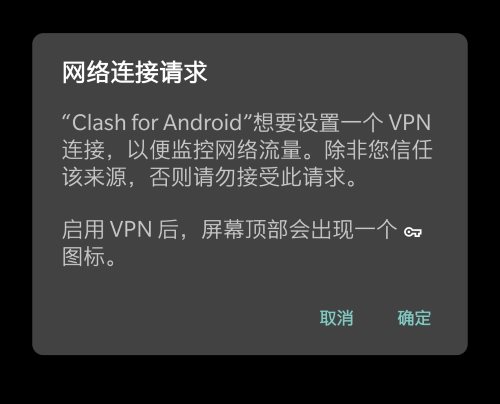 网络连接请求
“Clash for Android”想要设置一个 VPN
连接，以便监控网络流量。除非您信任
该来源，否则请勿接受此请求。
启用 VPN 后，屏幕顶部会出现一个
图标。
取消 确定